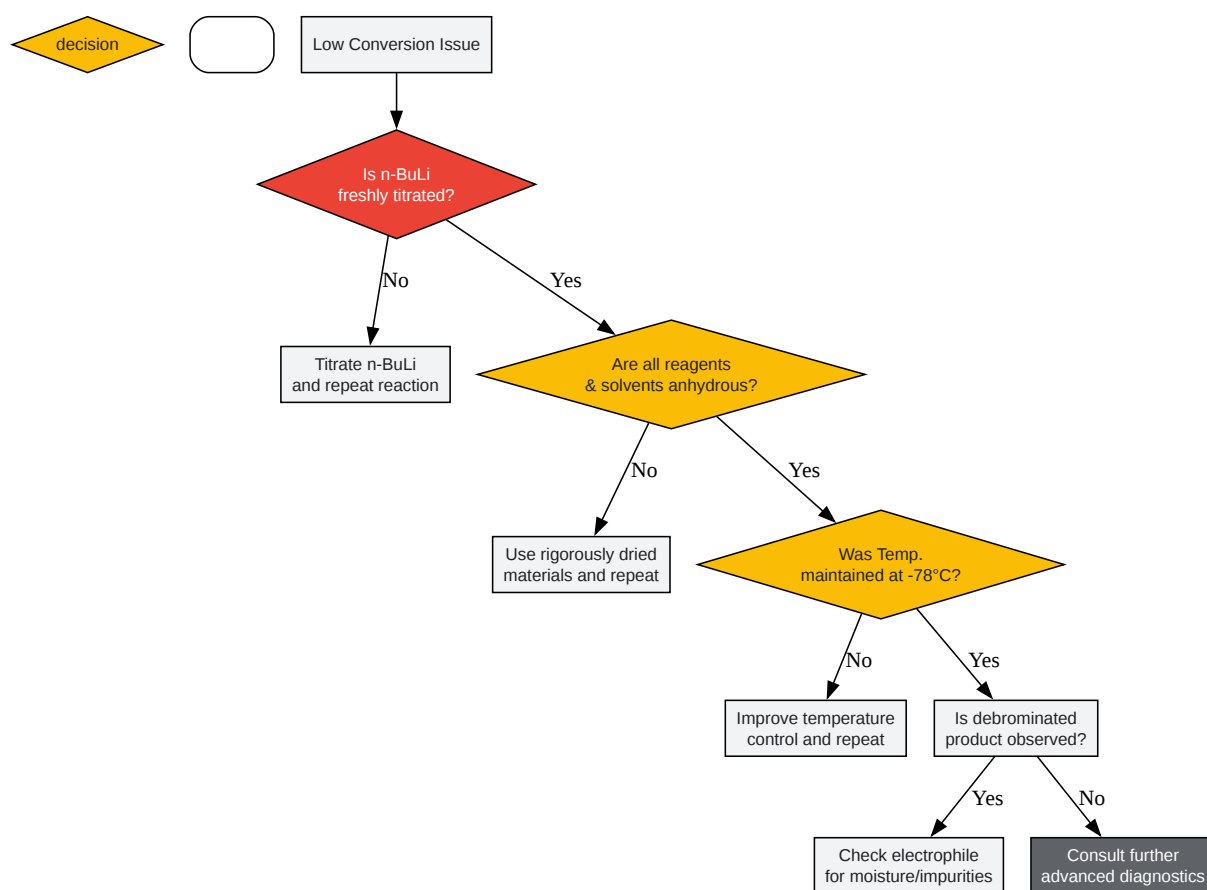 decision
Low Conversion Issue
Is n-BuLi
freshly titrated?
No
Yes
Titrate n-BuLi
and repeat reaction
Are all reagents
& solvents anhydrous?
No
Yes
Use rigorously dried
materials and repeat
Was Temp.
maintained at -78°C?
No
Yes
Improve temperature
control and repeat
Is debrominated
product observed?
Yes
No
Check electrophile
for moisture/impurities
Consult further
advanced diagnostics